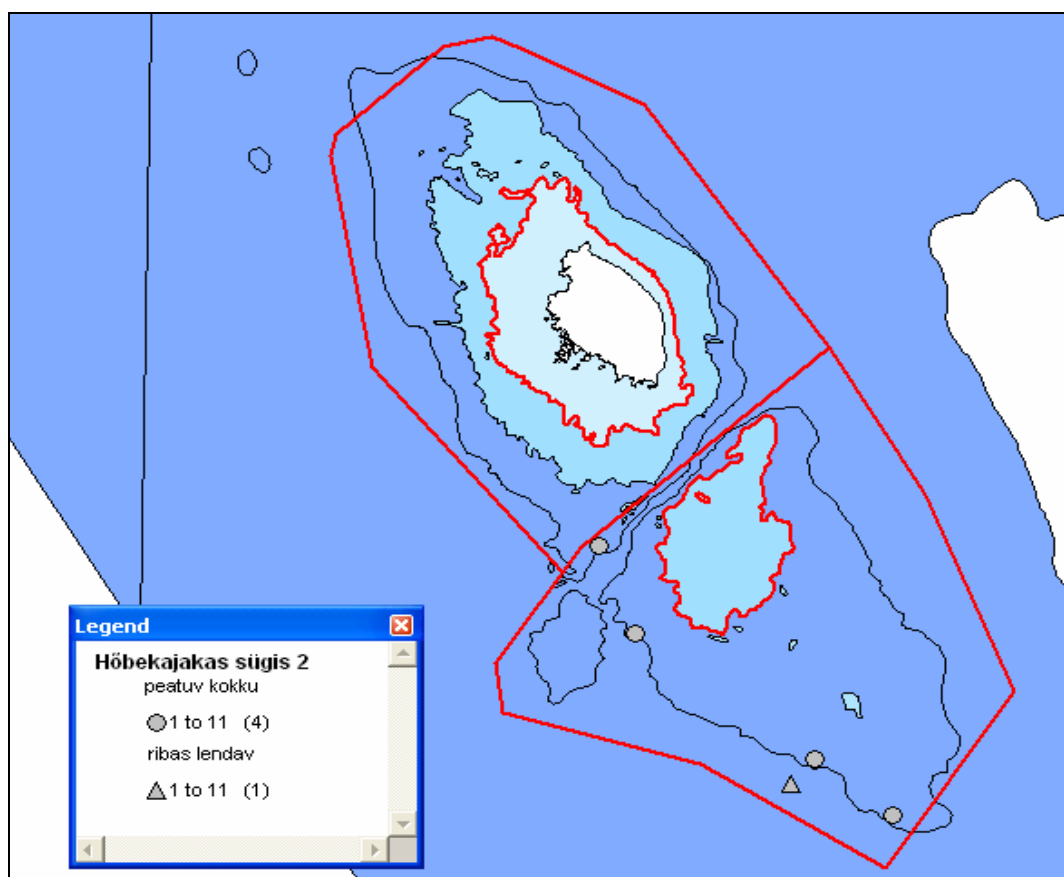 Legend
Hõbekajakas sügis 2
peatuv kokku
1 to 11 (4)
ribas lendav
1 to 11 (1)